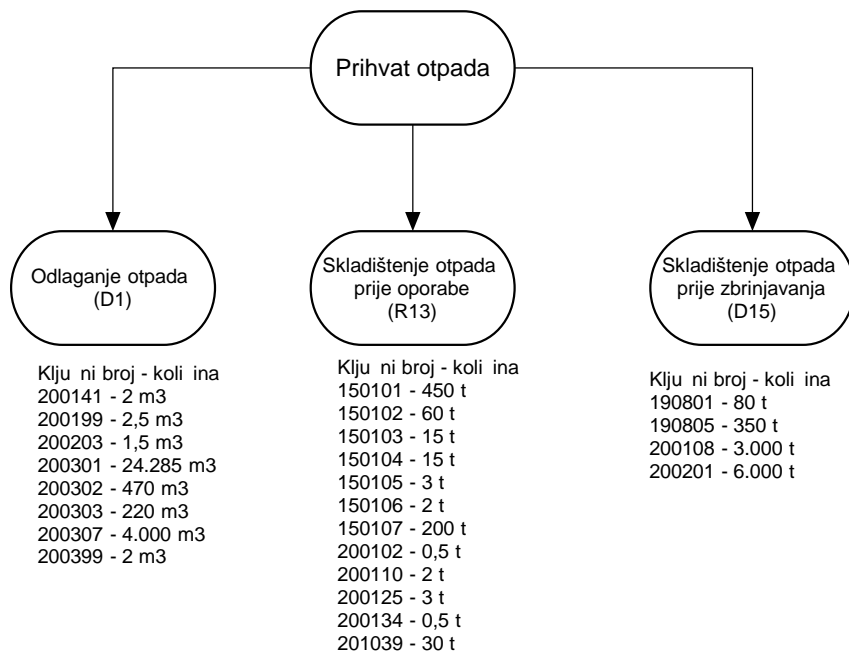 Prihvat otpada
Odlaganje otpada
(D1)
Klju ni broj - koli ina
200141 - 2 m3
200199 - 2,5 m3
200203 - 1,5 m3
200301 - 24.285 m3
200302 - 470 m3
200303 - 220 m3
200307 - 4.000 m3
200399 - 2 m3
Skladištenje otpada
prije oporabe
(R13)
Klju ni broj - koli ina
150101 - 450 t
150102 - 60 t
150103 - 15 t
150104 - 15 t
150105 - 3 t
150106 - 2 t
150107 - 200 t
200102 - 0,5 t
200110 - 2 t
200125 - 3 t
200134 - 0,5 t
201039 - 30 t
Skladištenje otpada
prije zbrinjavanja
(D15)
Klju ni broj - koli ina
190801 - 80 t
190805 - 350 t
200108 - 3.000 t
200201 - 6.000 t